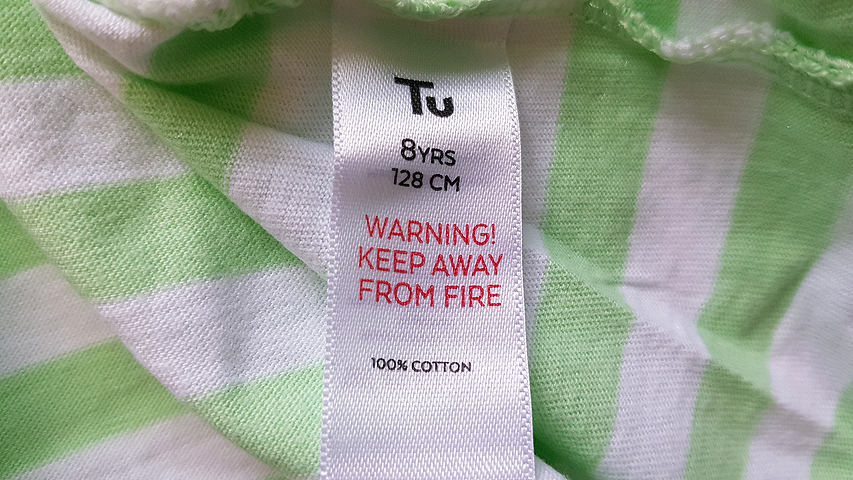 Tu
8YRS
128 CM
WARNING!
KEEP AWAY
FROM FIRE
100% COTTON